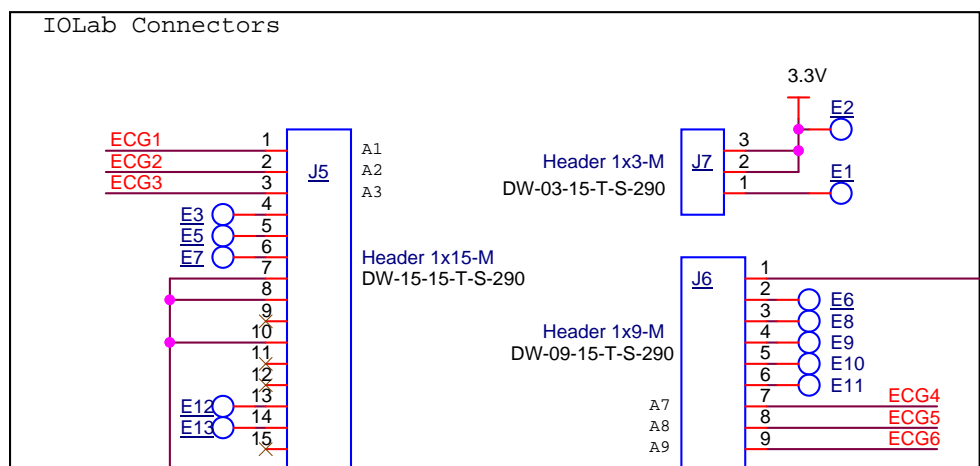 IOLab Connectors
3.3V
E2
ECG1 1 A1
ECG2 2 A2
ECG3 3 A3
J5
E3 4
E5 5
E7 6
7
8
9
10
11
12
E12 13
E13 14
15
Header 1x15-M
DW-15-15-T-S-290
Header 1x3-M
DW-03-15-T-S-290
J7
3
2
1 E1
J6
Header 1x9-M
DW-09-15-T-S-290
1
2 E6
3 E8
4 E9
5 E10
6 E11
A7 7 ECG4
A8 8 ECG5
A9 9 ECG6